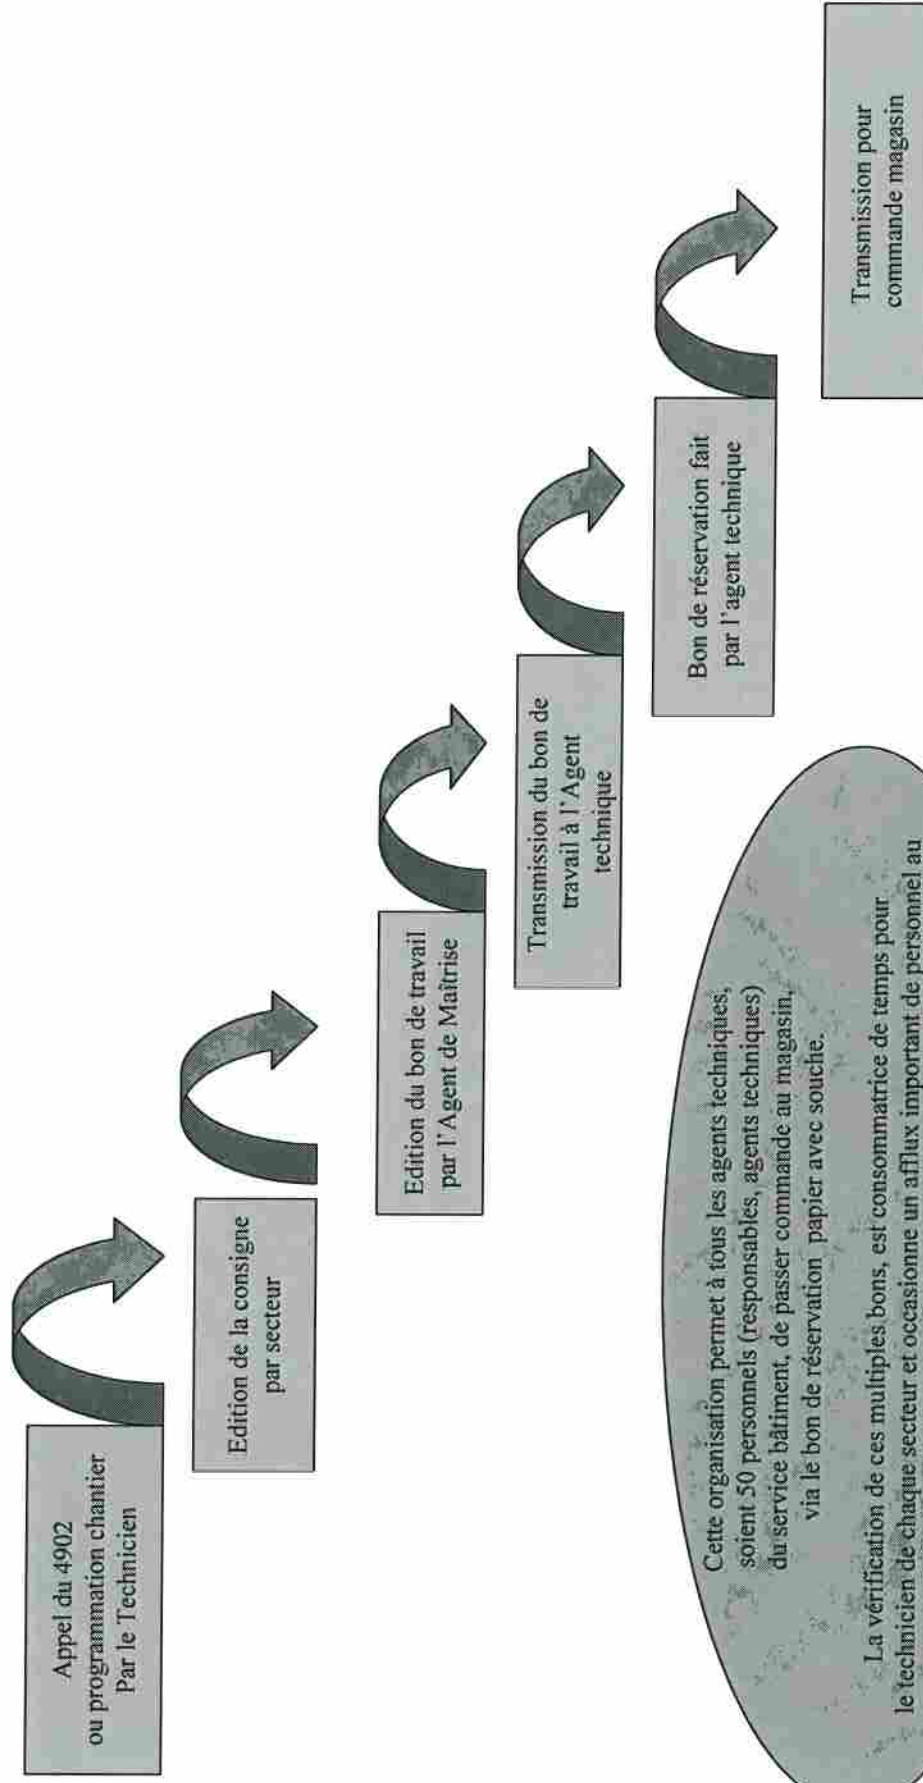 Appel du 4902
ou programmation chantier
Par le Technicien
Edition de la consigne
par secteur
Edition du bon de travail
par l'Agent de Maîtrise
Transmission du bon de
travail à l'Agent
technique
Bon de réservation fait
par l'agent technique
Transmission pour
commande magasin
Cette organisation permet à tous les agents techniques,
soient 50 personnels (responsables, agents techniques)
du service bâtiment, de passer commande au magasin,
via le bon de réservation papier avec souche.
La vérification de ces multiples bons, est consommatrice de temps pour
le technicien de chaque secteur et occasionne un afflux important de personnel au